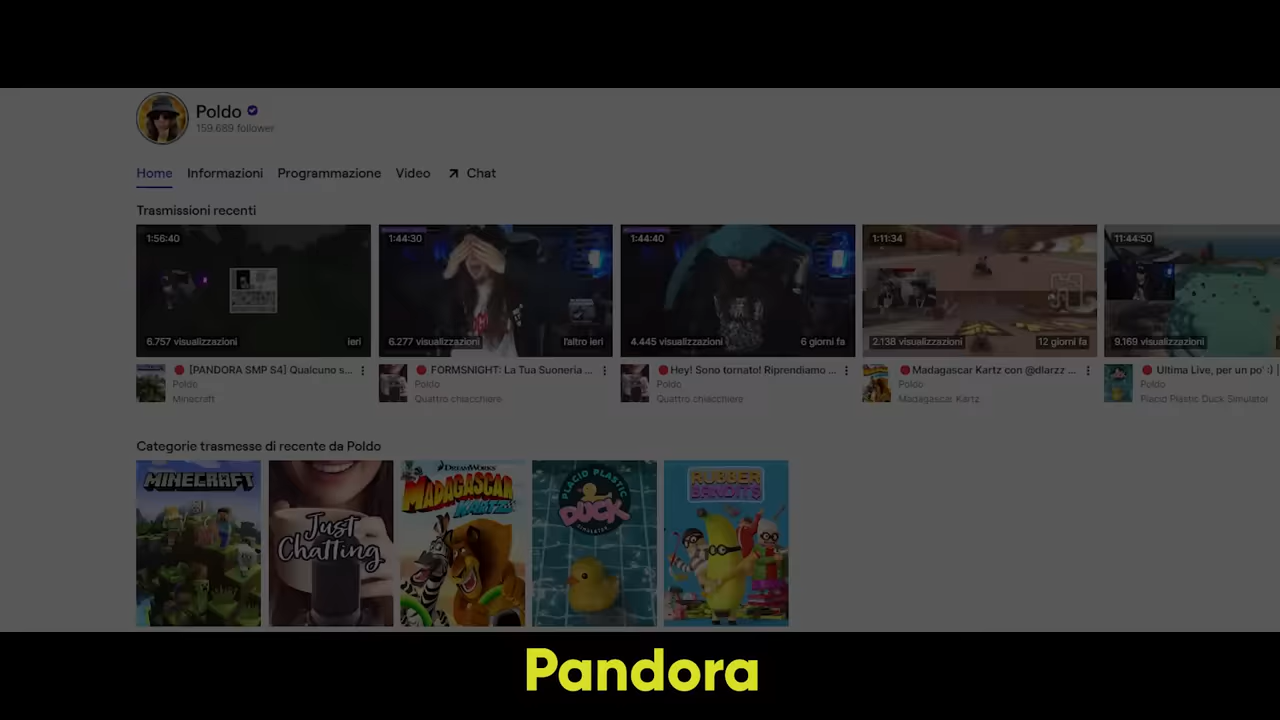 Poldo
159.689 follower
Home Informazioni Programmazione Video Chat
Trasmissioni recenti
1:56:40 1:44:30 1:44:40 1:11:34 11:44:50
6.757 visualizzazioni ieri 6.277 visualizzazioni l'altro ieri 4.445 visualizzazioni 6 giorni fa 2.138 visualizzazioni 12 giorni fa 9.169 visualizzazioni
[PANDORA SMP S4] Qualcuno s... FORMSNIGHT: La Tua Suoneria ... Hey! Sono tornato! Riprendiamo ... Madagascar Kartz con @dlarzz ... Ultima Live, per un po' :) |
Poldo Poldo Poldo Poldo Poldo
Minecraft Quattro chiacchiere Quattro chiacchiere Madagascar Kartz Placid Plastic Duck Simulator
Categorie trasmesse di recente da Poldo
MINECRAFT
Just
Chatting
DREAMWORKS
MADAGASCAR
KARTZ
PLACID PLASTIC
DUCK
SIMULATOR
RUBBER
BANDITS
Pandora